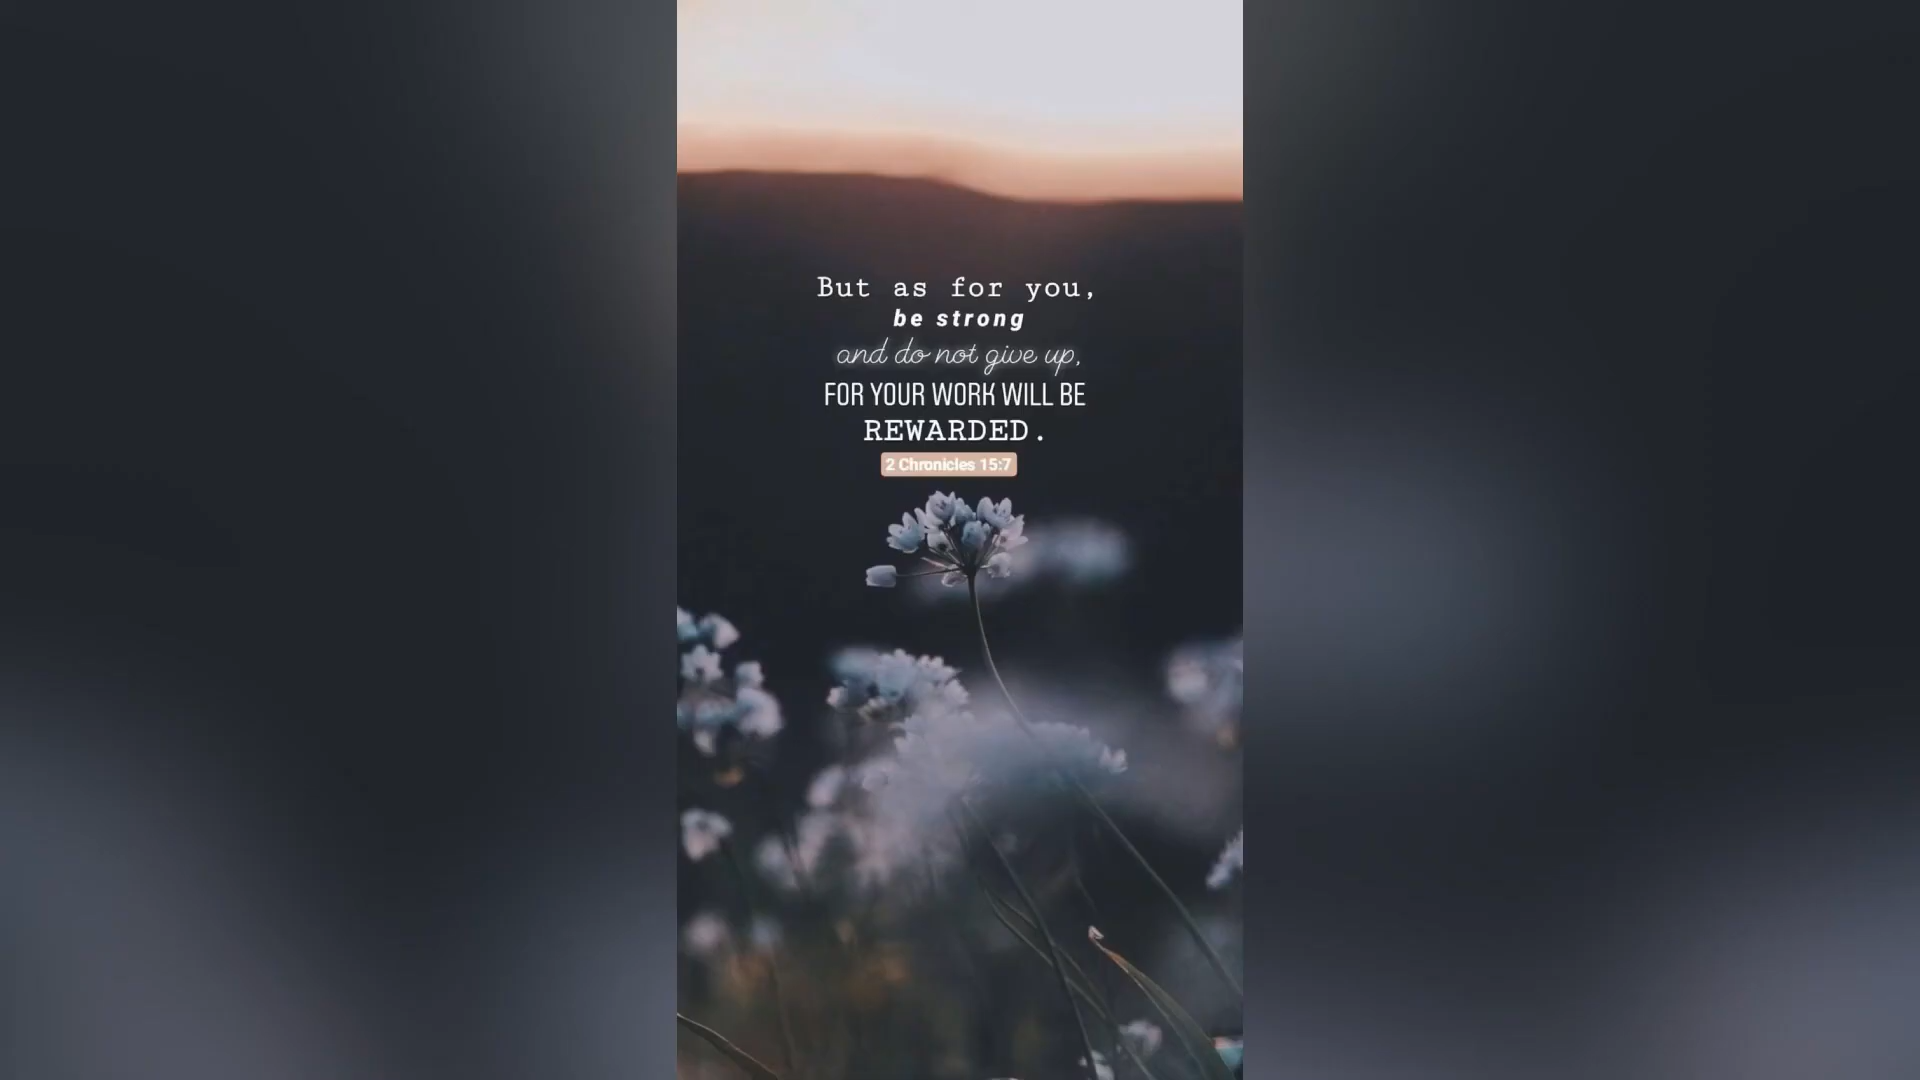 But as for you,
be strong
and do not give up,
FOR YOUR WORK WILL BE
REWARDED.
2 Chronicles 15:7